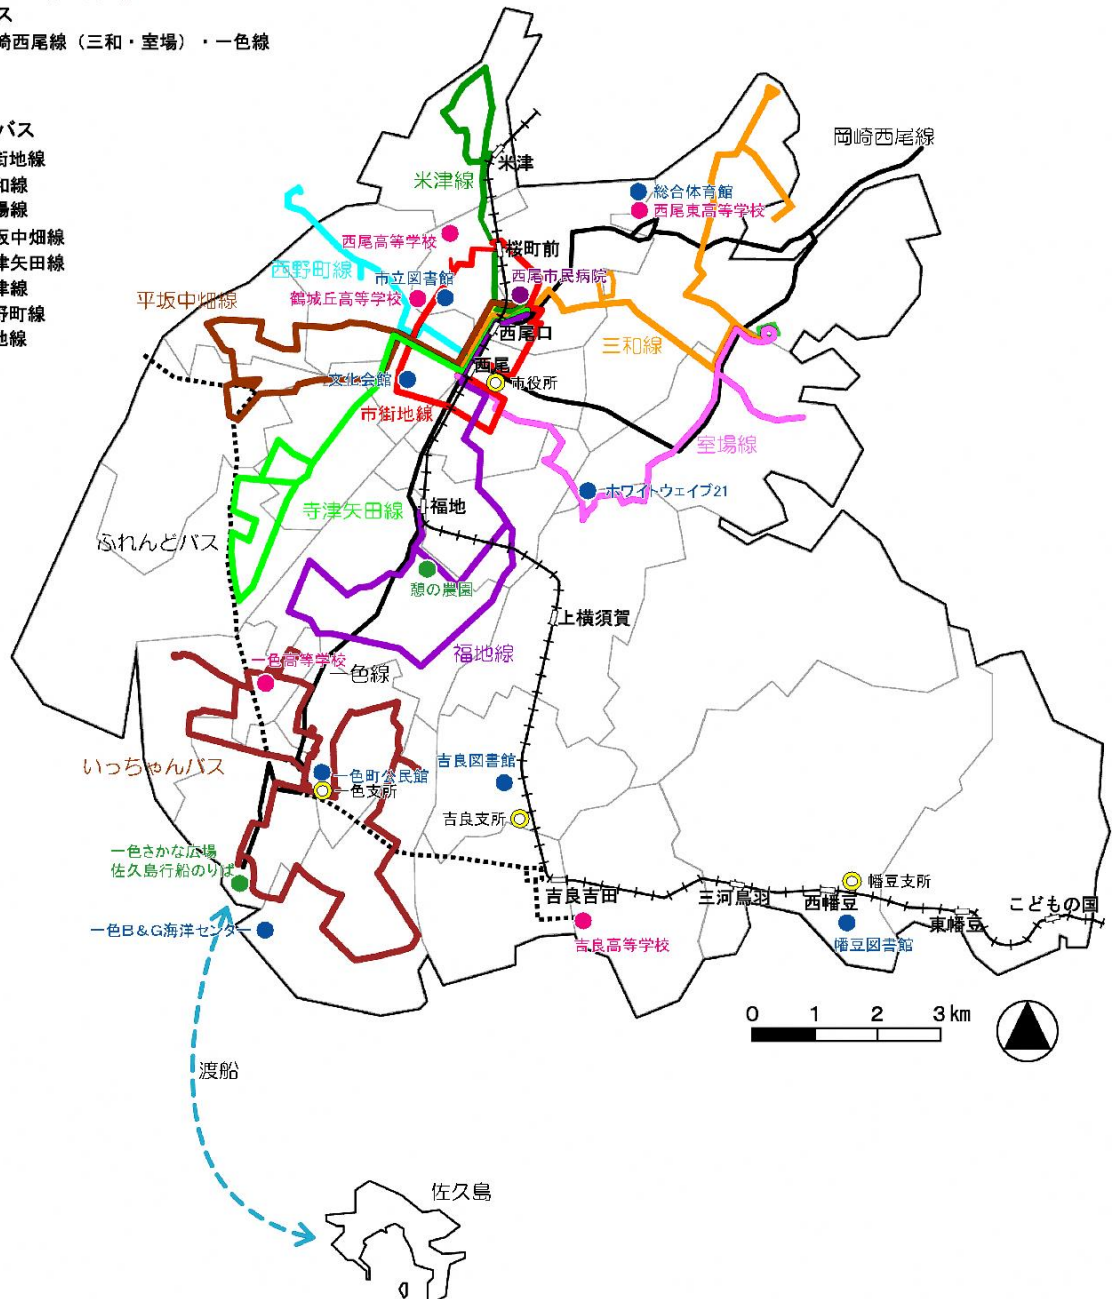 ス
崎西尾線（三和・室場）・一色線
バス
街地線
和線
場線
坂中畑線
津矢田線
津線
野町線
地線
岡崎西尾線
米津
米津線
総合体育館
西尾東高等学校
西尾高等学校
桜町前
西野町線
市立図書館
西尾市民病院
鶴城丘高等学校
平坂中畑線
西尾口
三和線
西尾
文化会館
市役所
市街地線
室場線
ホワイトウェイブ21
福地
寺津矢田線
ふれんどバス
憩の農園
上横須賀
福地線
一色高等学校
一色線
いっちゃんバス
一色町公民館
一色支所
吉良図書館
吉良支所
一色さかな広場
佐久島行船のりば
吉良吉田
三河鳥羽
西幡豆
幡豆支所
東幡豆
こどもの国
一色B＆G海洋センター
吉良高等学校
幡豆図書館
0 1 2 3㎞
渡船
佐久島